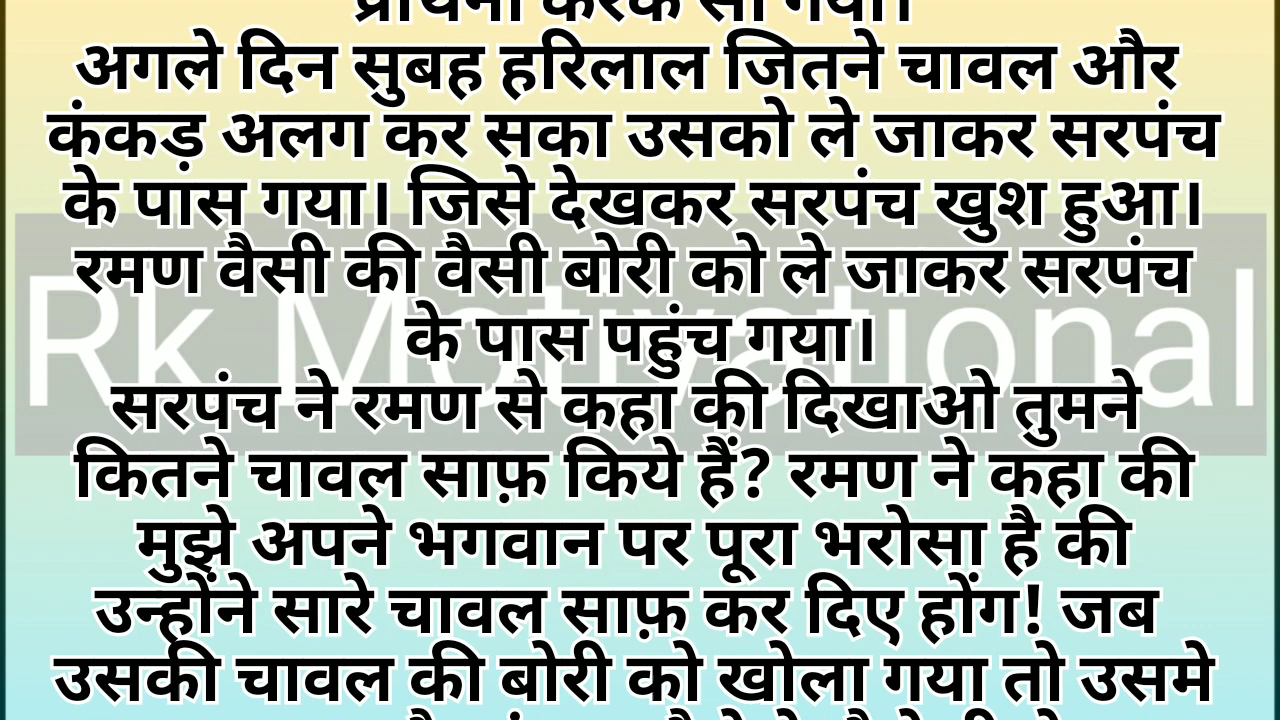 प्रार्थना करके सो गया।
अगले दिन सुबह हरिलाल जितने चावल और
कंकड़ अलग कर सका उसको ले जाकर सरपंच
के पास गया। जिसे देखकर सरपंच खुश हुआ।
रमण वैसी की वैसी बोरी को ले जाकर सरपंच
के पास पहुंच गया।
Rk Motivational
सरपंच ने रमण से कहा की दिखाओ तुमने
कितने चावल साफ़ किये हैं? रमण ने कहा की
मुझे अपने भगवान पर पूरा भरोसा है की
उन्होंने सारे चावल साफ़ कर दिए होंग! जब
उसकी चावल की बोरी को खोला गया तो उसमे